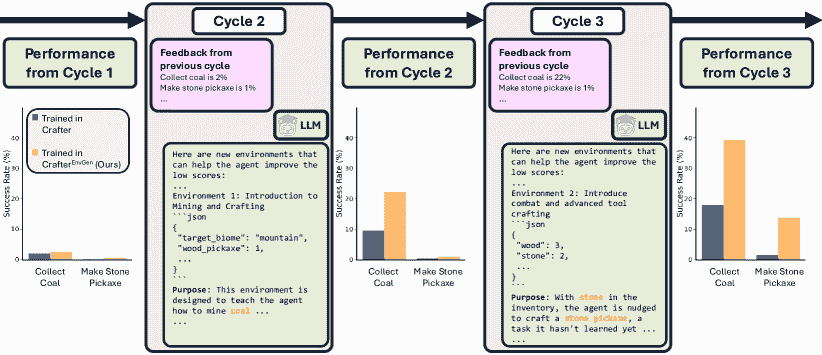 Performance
from Cycle 1
Trained in
Crafter
Trained in
Crafter^EnvGen (Ours)
Success Rate (%)
40
30
20
10
0
Collect
Coal
Make Stone
Pickaxe
Cycle 2
Feedback from
previous cycle
Collect coal is 2%
Make stone pickaxe is 1%
...
LLM
Here are new environments that
can help the agent improve the
low scores:
...
Environment 1: Introduction to
Mining and Crafting
```json
{
"target_biome": "mountain",
"wood_pickaxe": 1,
...
}
```
Purpose: This environment is
designed to teach the agent
how to mine coal ...
...
Performance
from Cycle 2
Success Rate (%)
40
30
20
10
0
Collect
Coal
Make Stone
Pickaxe
Cycle 3
Feedback from
previous cycle
Collect coal is 22%
Make stone pickaxe is 1%
...
LLM
Here are new environments that
can help the agent improve the
low scores:
...
Environment 2: Introduce
combat and advanced tool
crafting
```json
{
"wood": 3,
"stone": 2,
...
}
```
Purpose: With stone in the
inventory, the agent is nudged
to craft a stone pickaxe, a
task it hasn't learned yet ...
...
Performance
from Cycle 3
Success Rate (%)
40
30
20
10
0
Collect
Coal
Make Stone
Pickaxe